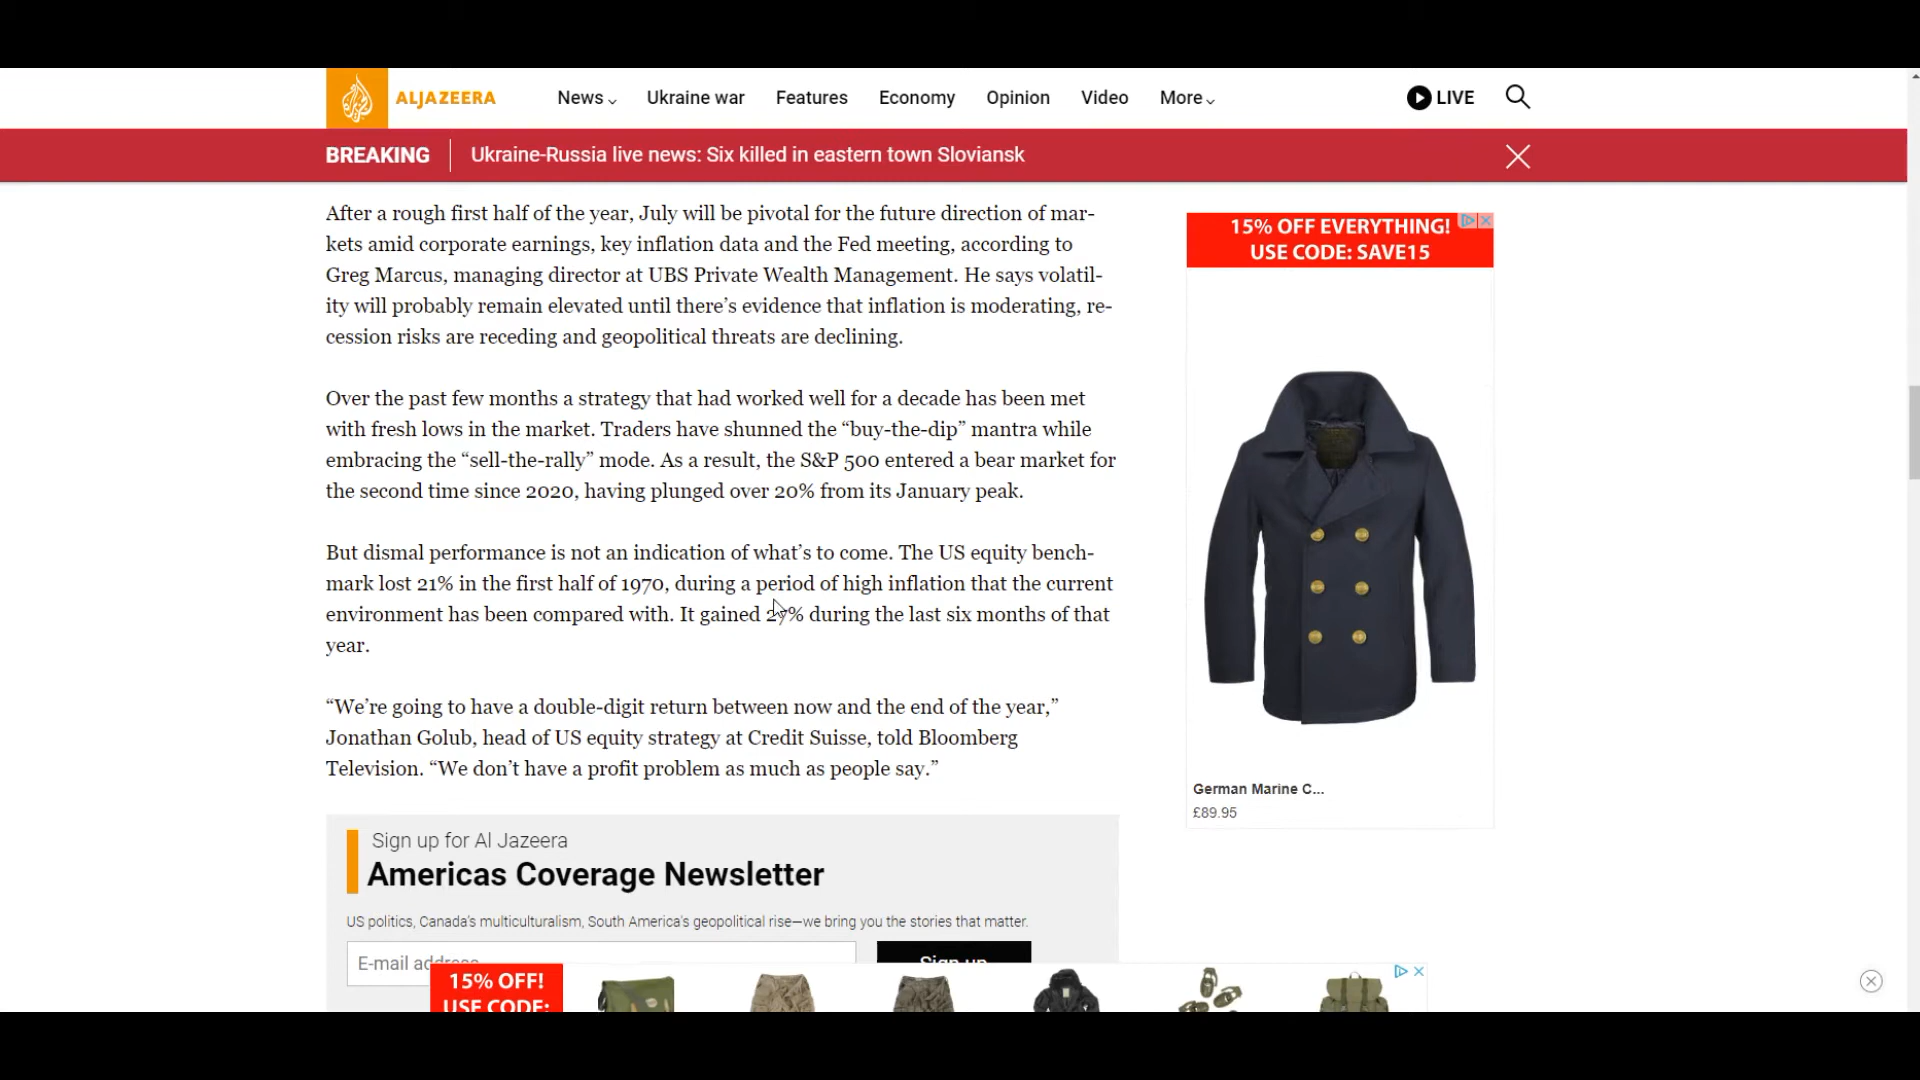 ALJAZEERA
News
Ukraine war
Features
Economy
Opinion
Video
More
LIVE
BREAKING
Ukraine-Russia live news: Six killed in eastern town Sloviansk
After a rough first half of the year, July will be pivotal for the future direction of mar-
kets amid corporate earnings, key inflation data and the Fed meeting, according to
Greg Marcus, managing director at UBS Private Wealth Management. He says volatil-
ity will probably remain elevated until there’s evidence that inflation is moderating, re-
cession risks are receding and geopolitical threats are declining.
Over the past few months a strategy that had worked well for a decade has been met
with fresh lows in the market. Traders have shunned the “buy-the-dip” mantra while
embracing the “sell-the-rally” mode. As a result, the S&P 500 entered a bear market for
the second time since 2020, having plunged over 20% from its January peak.
But dismal performance is not an indication of what’s to come. The US equity bench-
mark lost 21% in the first half of 1970, during a period of high inflation that the current
environment has been compared with. It gained 27% during the last six months of that
year.
“We’re going to have a double-digit return between now and the end of the year,”
Jonathan Golub, head of US equity strategy at Credit Suisse, told Bloomberg
Television. “We don’t have a profit problem as much as people say.”
15% OFF EVERYTHING!
USE CODE: SAVE15
German Marine C...
£89.95
Sign up for Al Jazeera
Americas Coverage Newsletter
US politics, Canada’s multiculturalism, South America’s geopolitical rise—we bring you the stories that matter.
E-mail address
Sign up
15% OFF!
USE CODE: